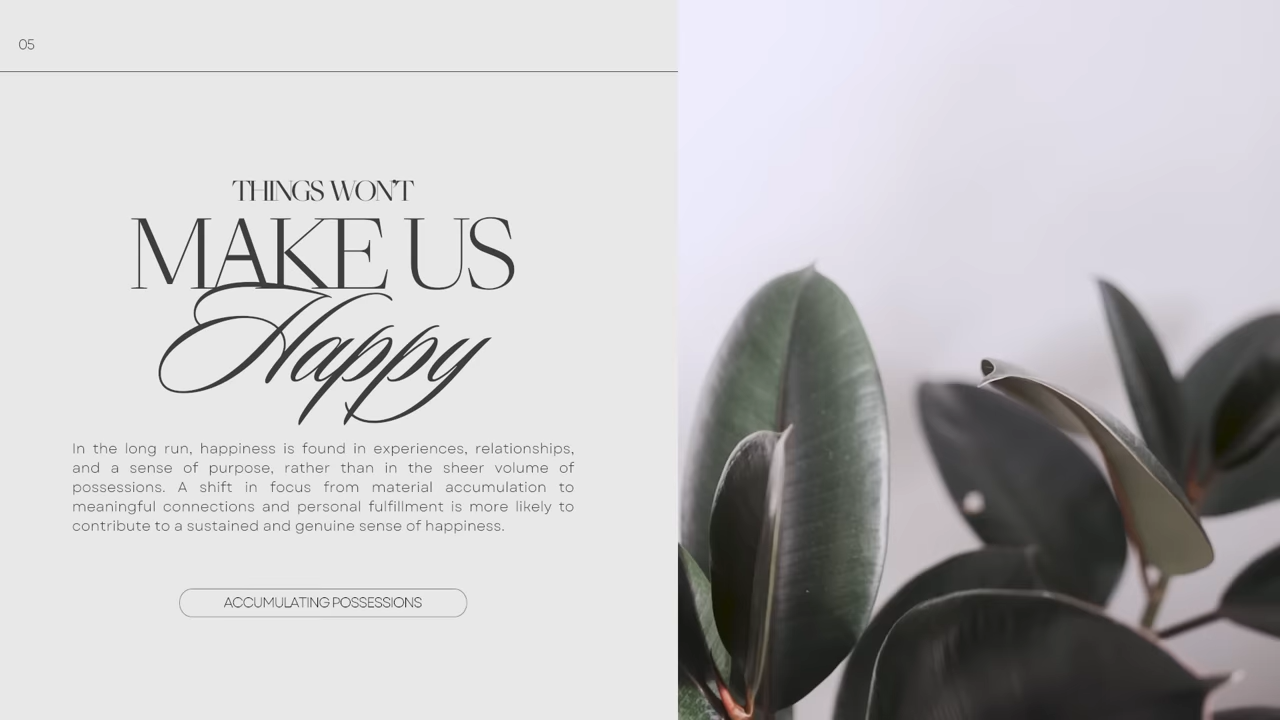 05
THINGS WON'T
MAKE US
Happy
In the long run, happiness is found in experiences, relationships,
and a sense of purpose, rather than in the sheer volume of
possessions. A shift in focus from material accumulation to
meaningful connections and personal fulfillment is more likely to
contribute to a sustained and genuine sense of happiness.
ACCUMULATING POSSESSIONS